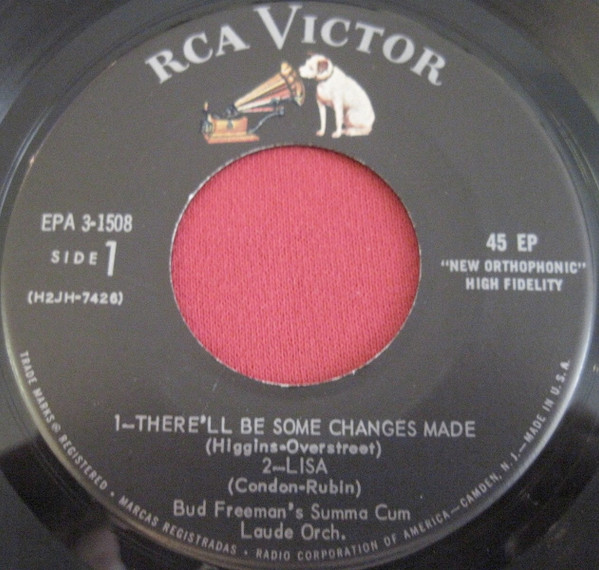 RCA VICTOR
EPA 3-1508
SIDE 1
(H2JH-7426)
45 EP
"NEW ORTHOPHONIC"
HIGH FIDELITY
1—THERE'LL BE SOME CHANGES MADE
(Higgins-Overstreet)
2—LISA
(Condon-Rubin)
Bud Freeman's Summa Cum
Laude Orch.
TRADE MARKS ® REGISTERED • MARCAS REGISTRADAS • RADIO CORPORATION OF AMERICA—CAMDEN, N. J.—MADE IN U.S.A.